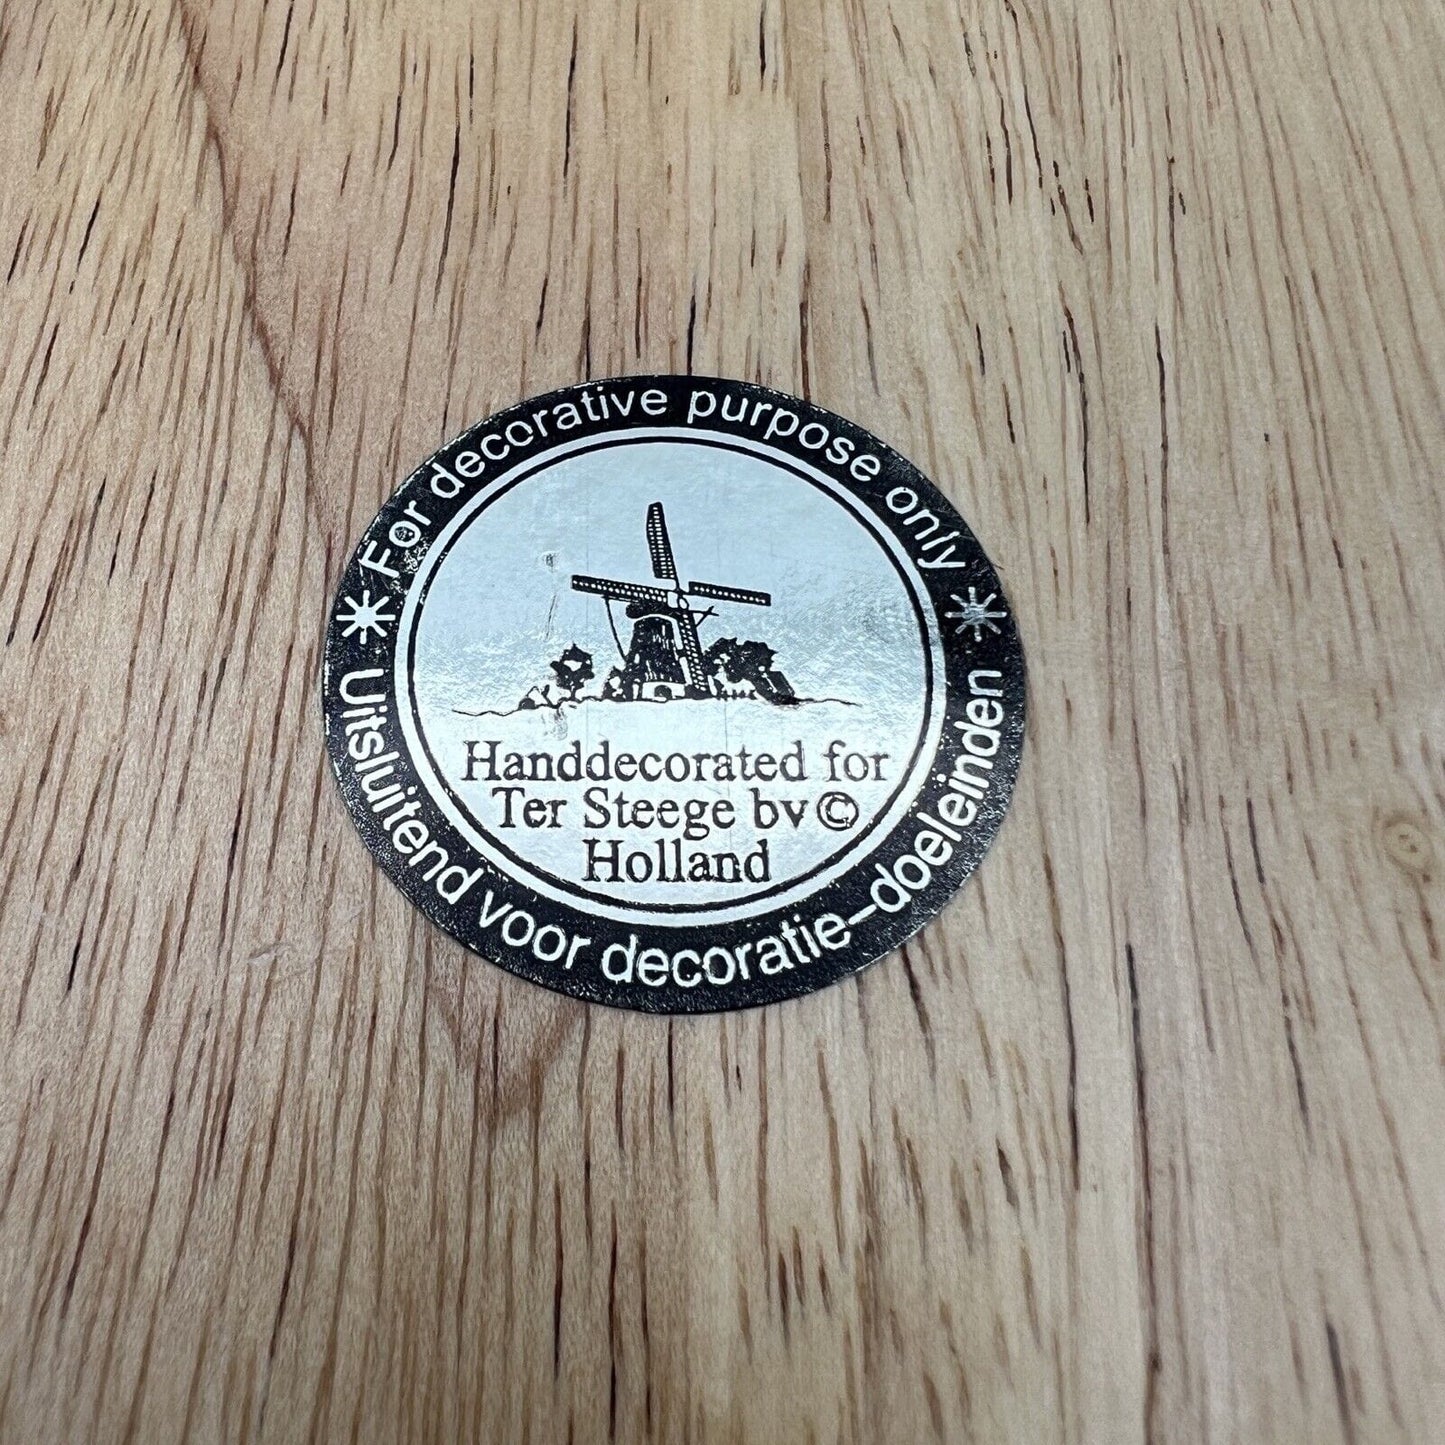 For decorative purpose only
Handdecorated for
Ter Steege bv ©
Holland
Uitsluitend voor decoratie-doeleinden